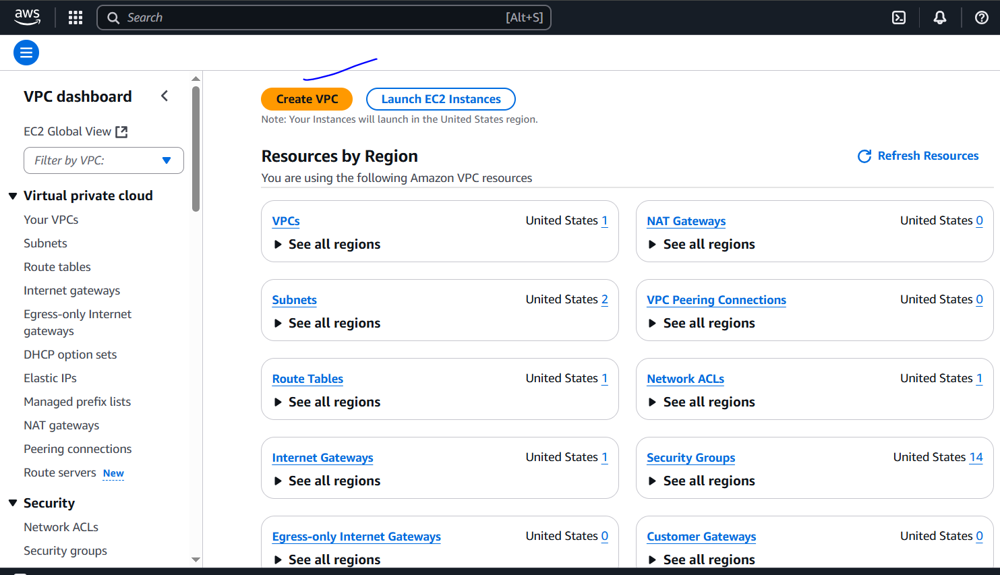 aws
Search [Alt+S]
VPC dashboard
EC2 Global View
Filter by VPC:
Virtual private cloud
Your VPCs
Subnets
Route tables
Internet gateways
Egress-only Internet
gateways
DHCP option sets
Elastic IPs
Managed prefix lists
NAT gateways
Peering connections
Route servers New
Security
Network ACLs
Security groups
Create VPC Launch EC2 Instances
Note: Your Instances will launch in the United States region.
Resources by Region Refresh Resources
You are using the following Amazon VPC resources
VPCs United States 1
See all regions
NAT Gateways United States 0
See all regions
Subnets United States 2
See all regions
VPC Peering Connections United States 0
See all regions
Route Tables United States 1
See all regions
Network ACLs United States 1
See all regions
Internet Gateways United States 1
See all regions
Security Groups United States 14
See all regions
Egress-only Internet Gateways United States 0
See all regions
Customer Gateways United States 0
See all regions